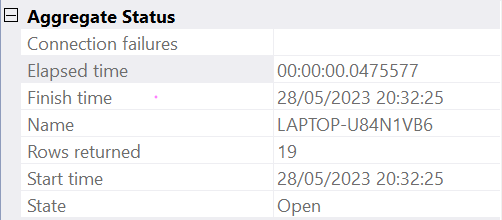 Aggregate Status
Connection failures
Elapsed time 00:00:00.0475577
Finish time 28/05/2023 20:32:25
Name LAPTOP-U84N1VB6
Rows returned 19
Start time 28/05/2023 20:32:25
State Open